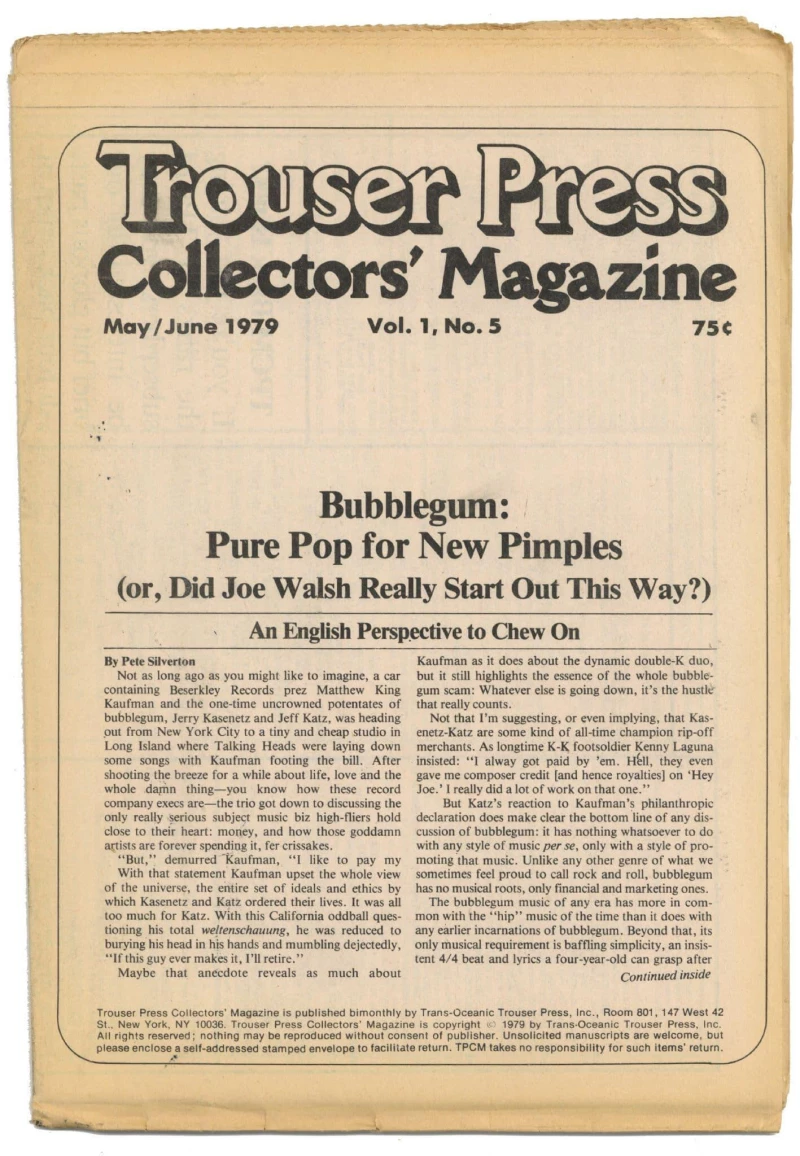 Trouser Press
Collectors' Magazine
May/June 1979 Vol. 1, No. 5 75¢
Bubblegum:
Pure Pop for New Pimples
(or, Did Joe Walsh Really Start Out This Way?)
An English Perspective to Chew On
By Pete Silverton
Not as long ago as you might like to imagine, a car
containing Beserkley Records prez Matthew King
Kaufman and the one-time uncrowned potentates of
bubblegum, Jerry Kasenetz and Jeff Katz, was heading
out from New York City to a tiny and cheap studio in
Long Island where Talking Heads were laying down
some songs with Kaufman footing the bill. After
shooting the breeze for a while about life, love and the
whole damn thing—you know how these record
company execs are—the trio got down to discussing the
only really serious subject music biz high-fliers hold
close to their heart: money, and how those goddamn
artists are forever spending it, fer crissakes.
"But," demurred Kaufman, "I like to pay my
With that statement Kaufman upset the whole view
of the universe, the entire set of ideals and ethics by
which Kasenetz and Katz ordered their lives. It was all
too much for Katz. With this California oddball ques-
tioning his total weltenschauung, he was reduced to
burying his head in his hands and mumbling dejectedly,
"If this guy ever makes it, I'll retire."
Maybe that anecdote reveals as much about
Kaufman as it does about the dynamic double-K duo,
but it still highlights the essence of the whole bubble-
gum scam: Whatever else is going down, it's the hustle
that really counts.
Not that I'm suggesting, or even implying, that Kas-
enetz-Katz are some kind of all-time champion rip-off
merchants. As longtime K-K footsoldier Kenny Laguna
insisted: "I alway got paid by 'em. Hell, they even
gave me composer credit [and hence royalties] on 'Hey
Joe.' I really did a lot of work on that one."
But Katz's reaction to Kaufman's philanthropic
declaration does make clear the bottom line of any dis-
cussion of bubblegum: it has nothing whatsoever to do
with any style of music per se, only with a style of pro-
moting that music. Unlike any other genre of what we
sometimes feel proud to call rock and roll, bubblegum
has no musical roots, only financial and marketing ones.
The bubblegum music of any era has more in com-
mon with the "hip" music of the time than it does with
any earlier incarnations of bubblegum. Beyond that, its
only musical requirement is baffling simplicity, an insis-
tent 4/4 beat and lyrics a four-year-old can grasp after
Continued inside
Trouser Press Collectors' Magazine is published bimonthly by Trans-Oceanic Trouser Press, Inc., Room 801, 147 West 42
St., New York, NY 10036. Trouser Press Collectors' Magazine is copyright © 1979 by Trans-Oceanic Trouser Press, Inc.
All rights reserved; nothing may be reproduced without consent of publisher. Unsolicited manuscripts are welcome, but
please enclose a self-addressed stamped envelope to facilitate return. TPCM takes no responsibility for such items' return.